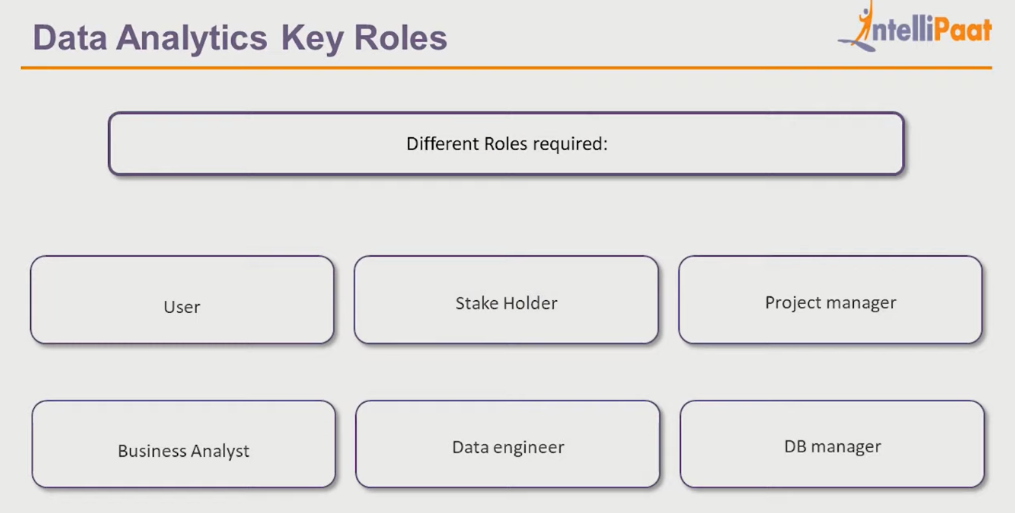 Data Analytics Key Roles
IntelliPaat
Different Roles required:
User
Stake Holder
Project manager
Business Analyst
Data engineer
DB manager